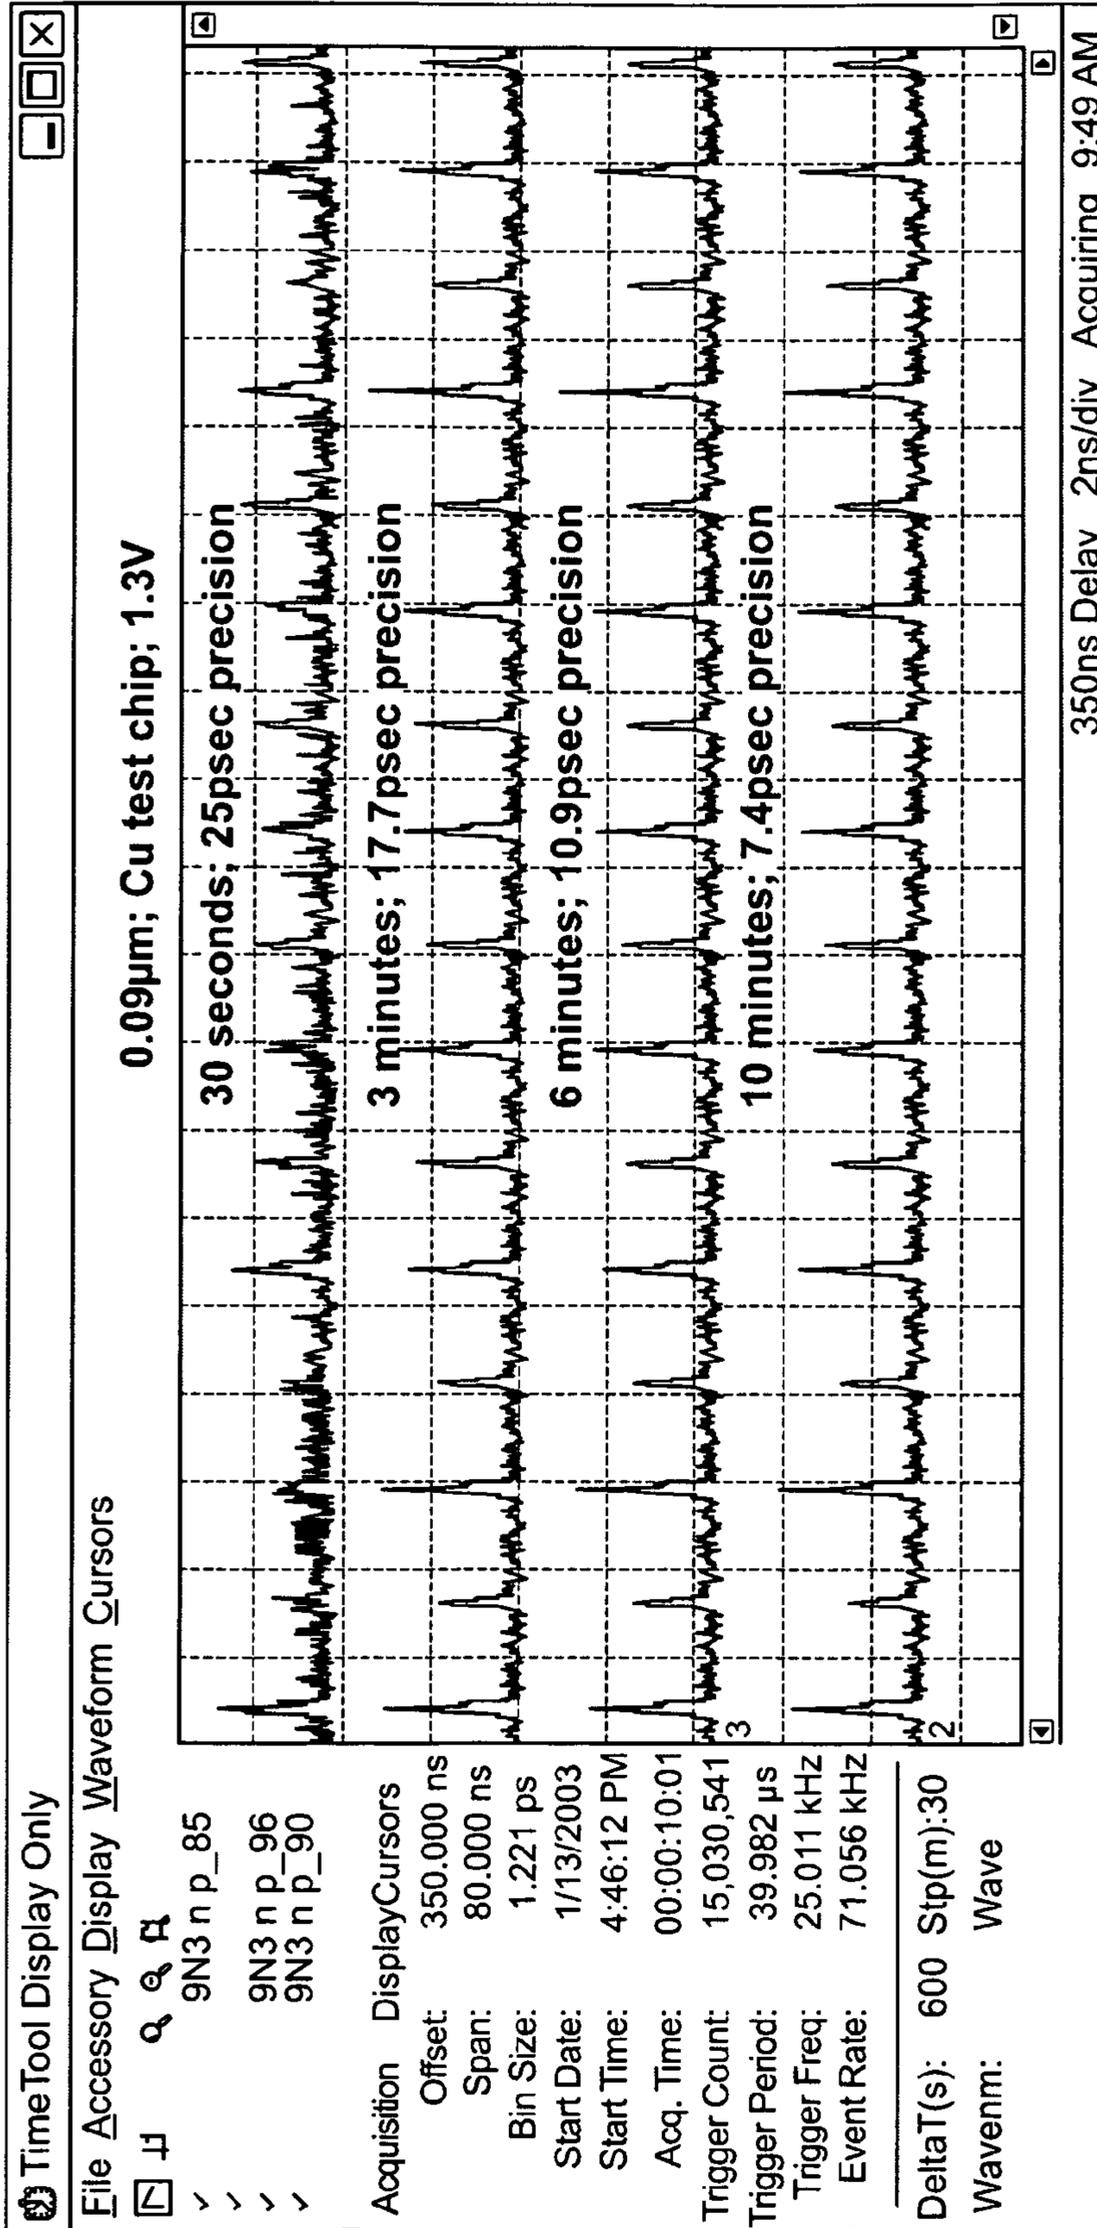 TimeTool Display Only
File Accessory Display Waveform Cursors
9N3 n p_85
9N3 n p_96
9N3 n p_90
Acquisition DisplayCursors
Offset: 350.000 ns
Span: 80.000 ns
Bin Size: 1.221 ps
Start Date: 1/13/2003
Start Time: 4:46:12 PM
Acq. Time: 00:00:10:01
Trigger Count: 15,030,541
Trigger Period: 39.982 µs
Trigger Freq: 25.011 kHz
Event Rate: 71.056 kHz
DeltaT(s): 600 Stp(m):30
Wavenm: Wave
0.09µm; Cu test chip; 1.3V
30 seconds; 25psec precision
3 minutes; 17.7psec precision
6 minutes; 10.9psec precision
3
10 minutes; 7.4psec precision
2
350ns Delay 2ns/div Acquiring 9:49 AM